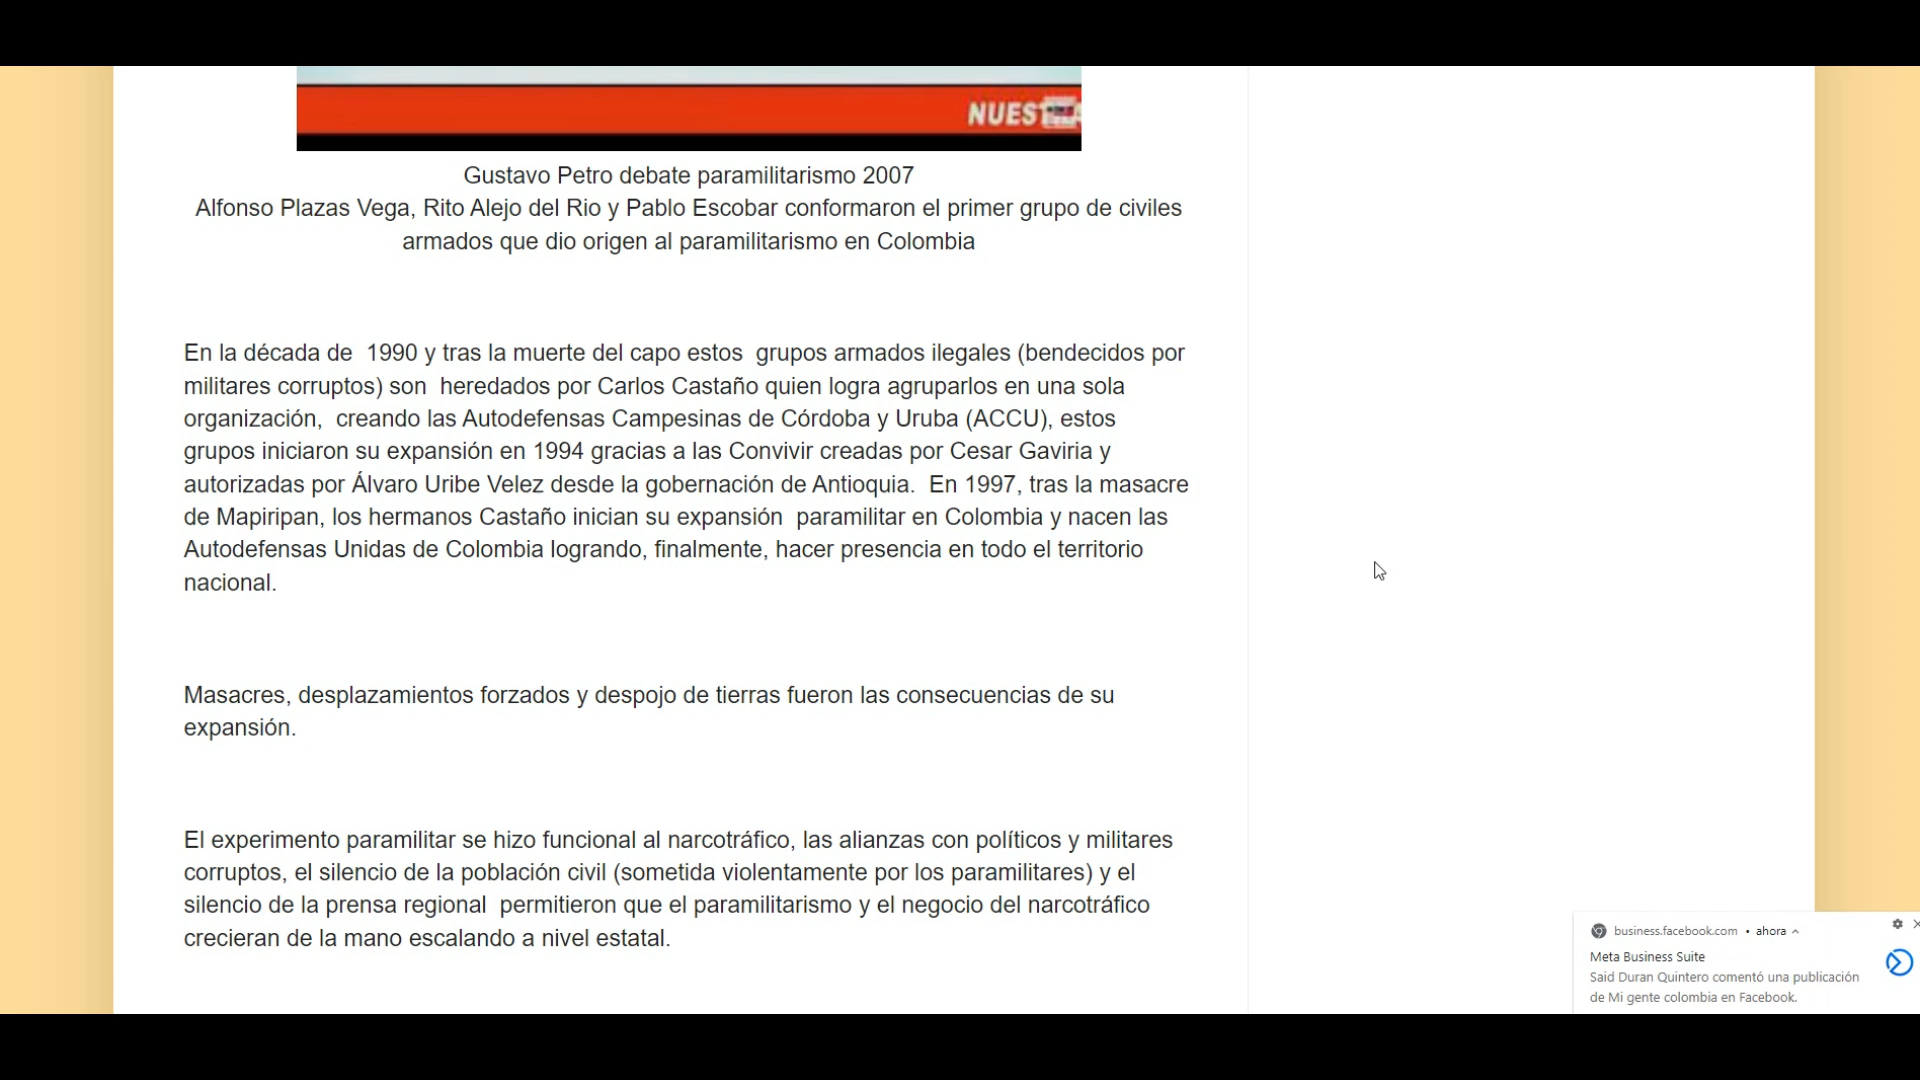 NUEST
Gustavo Petro debate paramilitarismo 2007
Alfonso Plazas Vega, Rito Alejo del Rio y Pablo Escobar conformaron el primer grupo de civiles
armados que dio origen al paramilitarismo en Colombia
En la década de  1990 y tras la muerte del capo estos  grupos armados ilegales (bendecidos por
militares corruptos) son  heredados por Carlos Castaño quien logra agruparlos en una sola
organización,  creando las Autodefensas Campesinas de Córdoba y Uruba (ACCU), estos
grupos iniciaron su expansión en 1994 gracias a las Convivir creadas por Cesar Gaviria y
autorizadas por Álvaro Uribe Velez desde la gobernación de Antioquia.  En 1997, tras la masacre
de Mapiripan, los hermanos Castaño inician su expansión  paramilitar en Colombia y nacen las
Autodefensas Unidas de Colombia logrando, finalmente, hacer presencia en todo el territorio
nacional.
Masacres, desplazamientos forzados y despojo de tierras fueron las consecuencias de su
expansión.
El experimento paramilitar se hizo funcional al narcotráfico, las alianzas con políticos y militares
corruptos, el silencio de la población civil (sometida violentamente por los paramilitares) y el
silencio de la prensa regional  permitieron que el paramilitarismo y el negocio del narcotráfico
crecieran de la mano escalando a nivel estatal.
business.facebook.com • ahora
Meta Business Suite
Said Duran Quintero comentó una publicación
de Mi gente colombia en Facebook.